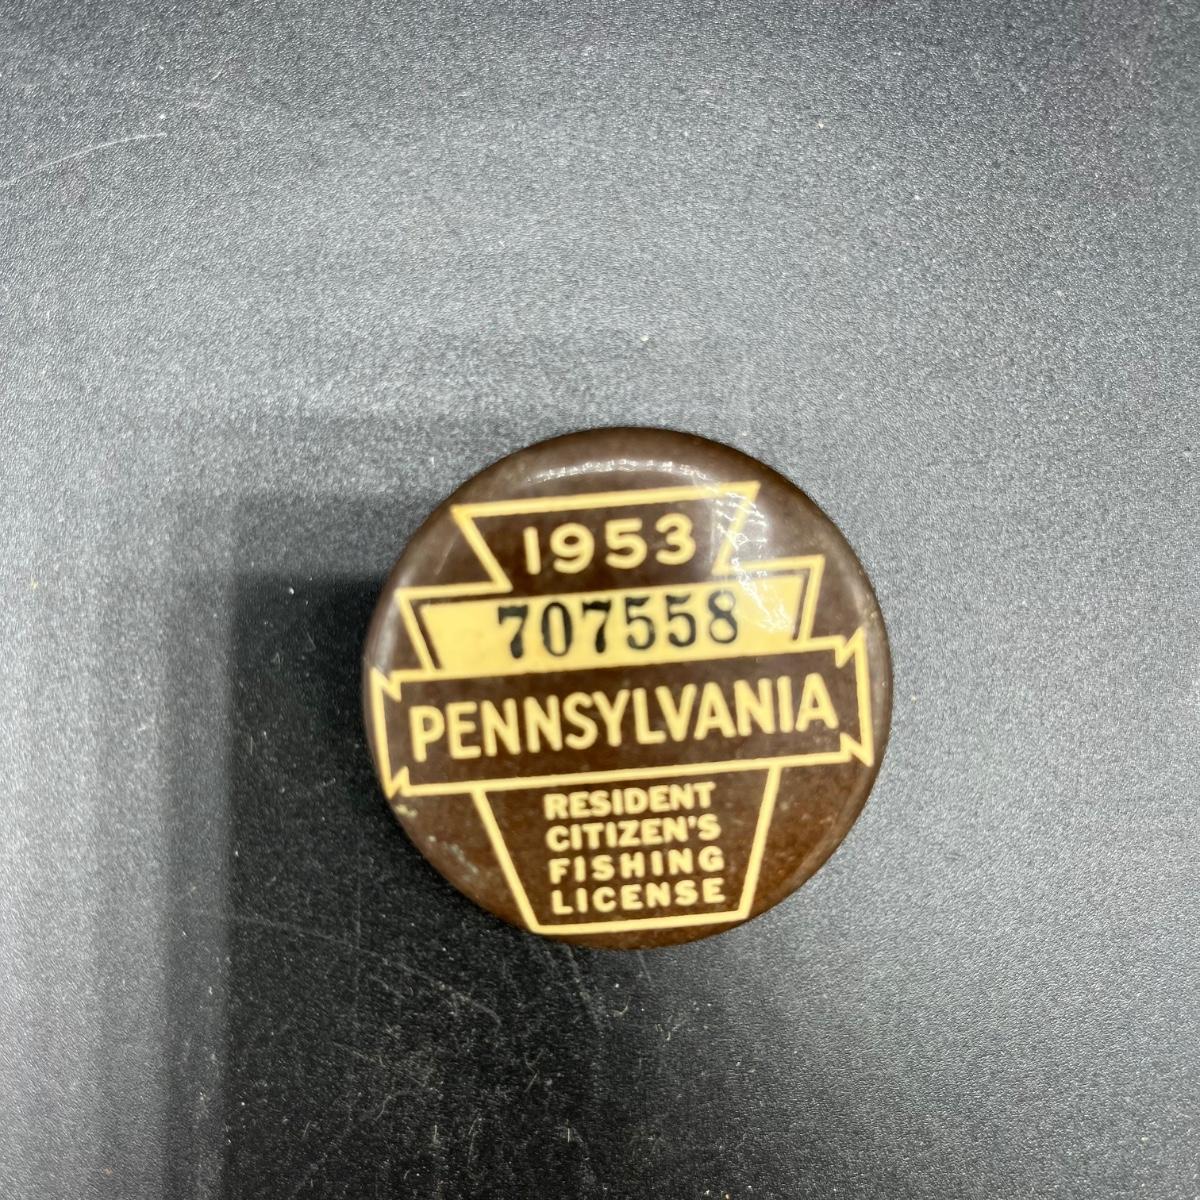 1953
707558
PENNSYLVANIA
RESIDENT
CITIZEN'S
FISHING
LICENSE